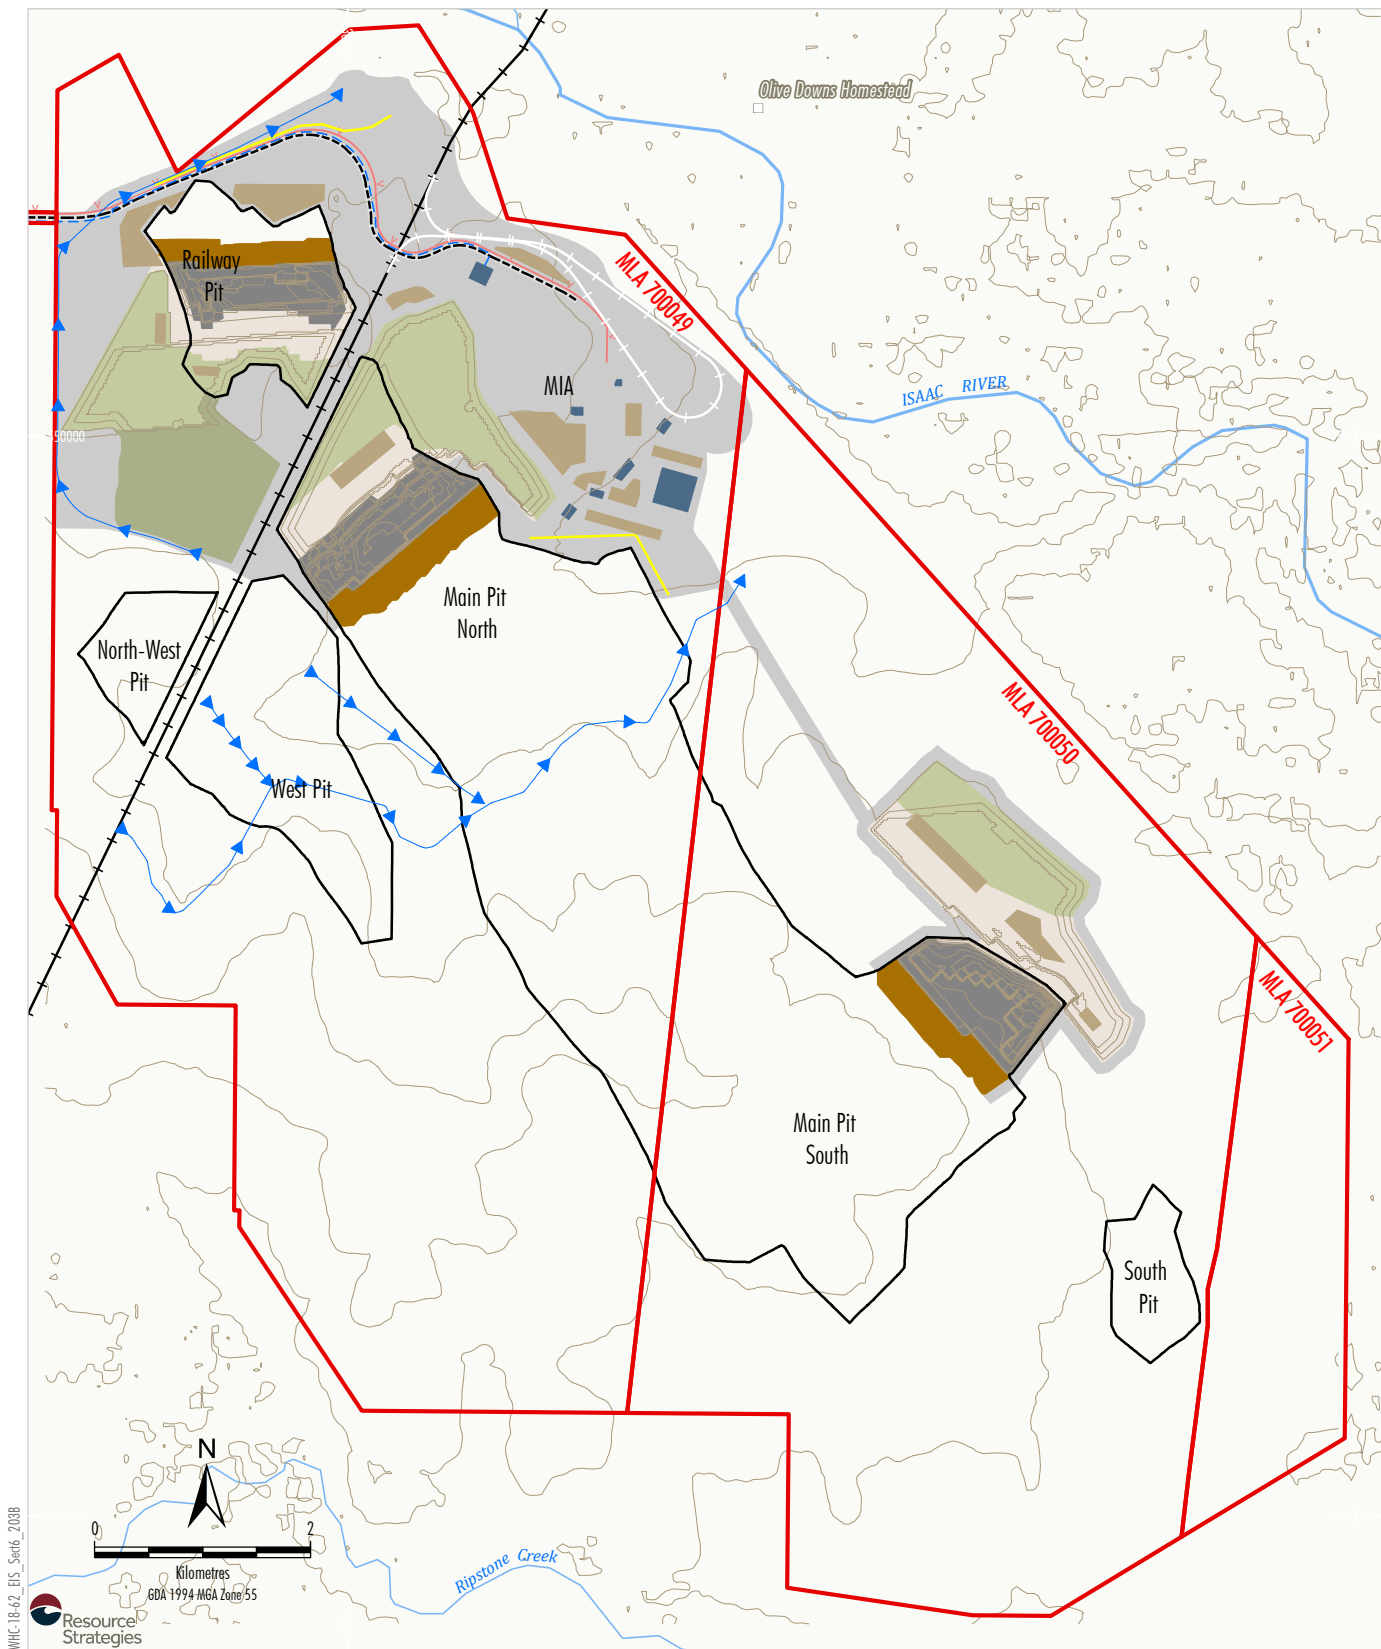 Olive Downs Homestead
MLA 700049
Railway
Pit
MIA
ISAAC RIVER
Main Pit
North
North-West
Pit
MLA 700050
West Pit
MLA 700051
Main Pit
South
South
Pit
N
0 2
Kilometres
GDA 1994 MGA Zone 55
Ripstone Creek
WHC-18-62_EIS_Sect6_203B
Resource
Strategies